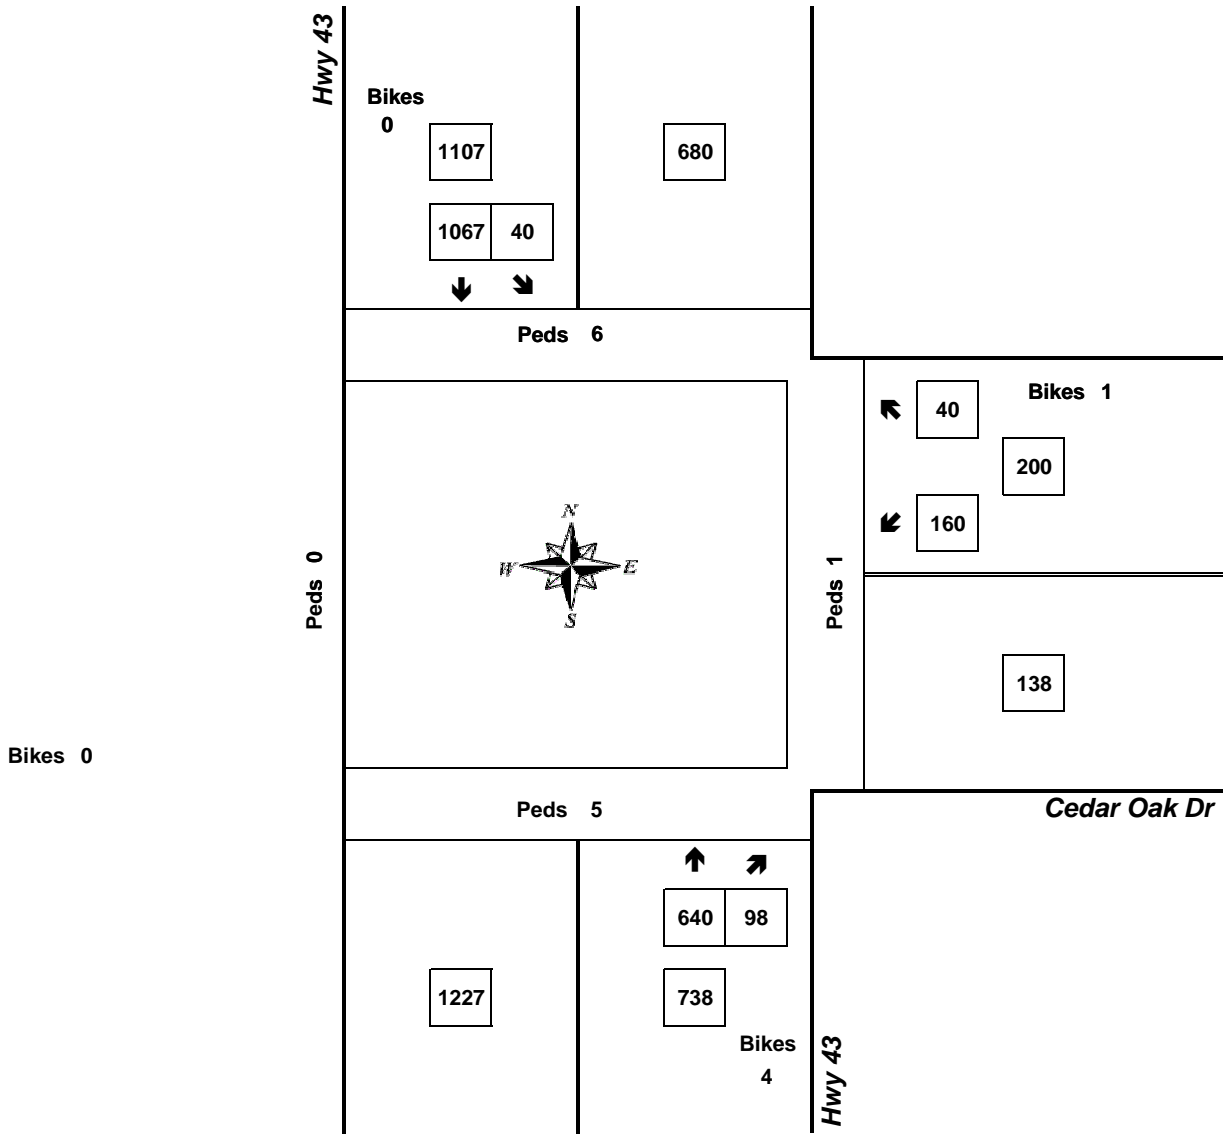 Hwy 43
Bikes
0
1107
680
1067 40
Peds 6
40
Bikes 1
200
160
N
W E
S
Peds 0
Peds 1
138
Bikes 0
Peds 5
Cedar Oak Dr
640 98
1227
738
Bikes
4
Hwy 43